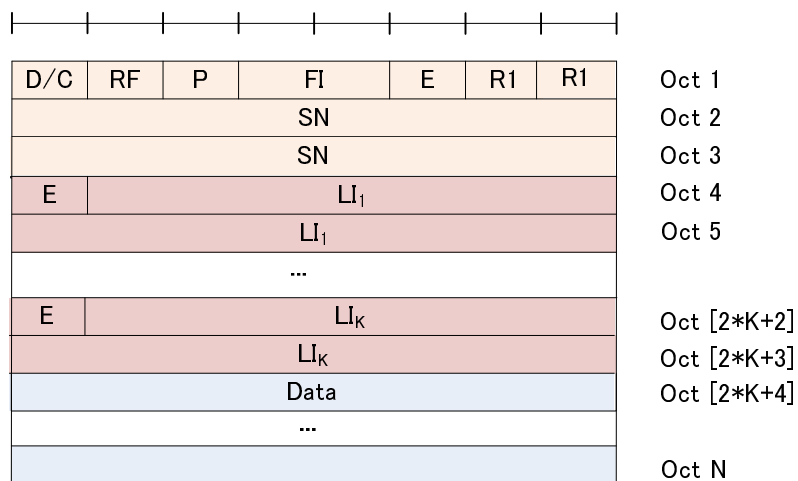 D/C RF P FI E R1 R1 Oct 1
SN Oct 2
SN Oct 3
E LI₁ Oct 4
LI₁ Oct 5
...
E LIK Oct [2*K+2]
LIK Oct [2*K+3]
Data Oct [2*K+4]
...
Oct N